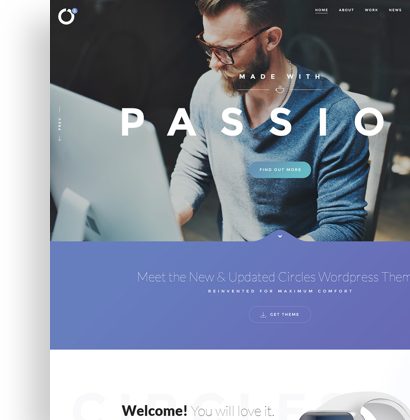 HOME ABOUT WORK NEWS
MADE WITH
PASSIO
PREV
FIND OUT MORE
Meet the New & Updated Circles Wordpress Them
REINVENTED FOR MAXIMUM COMFORT
GET THEME
CIRCLES
Welcome! You will love it.